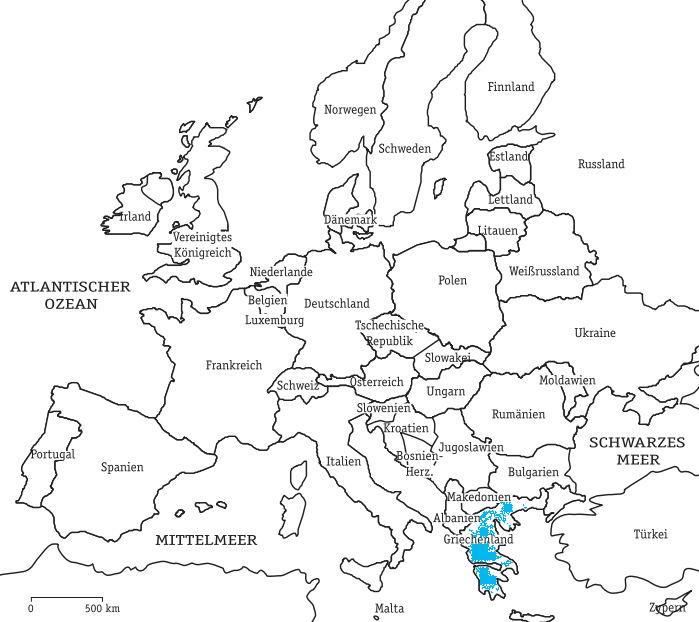 Finnland
Norwegen
Schweden
Estland
Russland
Lettland
Irland
Dänemark
Litauen
Vereinigtes
Königreich
Niederlande
Weißrussland
ATLANTISCHER
OZEAN
Belgien
Deutschland
Polen
Luxemburg
Tschechische
Republik
Ukraine
Frankreich
Slowakei
Schweiz
Österreich
Ungarn
Moldawien
Slowenien
Rumänien
Kroatien
Portugal
Spanien
Italien
Bosnien-
Herz.
Jugoslawien
SCHWARZES
MEER
Bulgarien
Makedonien
Albanien
MITTELMEER
Griechenland
Türkei
0 500 km
Malta
Zypern